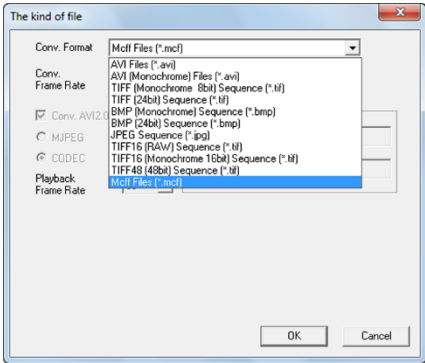 The kind of file
Conv. Format
Mcff Files (*.mcf)
AVI Files (*.avi)
Conv.
Frame Rate
AVI (Monochrome) Files (*.avi)
TIFF (Monochrome 8bit) Sequence (*.tif)
TIFF (24bit) Sequence (*.tif)
BMP (Monochrome) Sequence (*.bmp)
Conv. AVI2.0
BMP (24bit) Sequence (*.bmp)
MJPEG
JPEG Sequence (*.jpg)
TIFF16 (RAW) Sequence (*.tif)
CODEC
TIFF16 (Monochrome 16bit) Sequence (*.tif)
TIFF48 (48bit) Sequence (*.tif)
Playback
Frame Rate
Mcff Files (*.mcf)
OK
Cancel